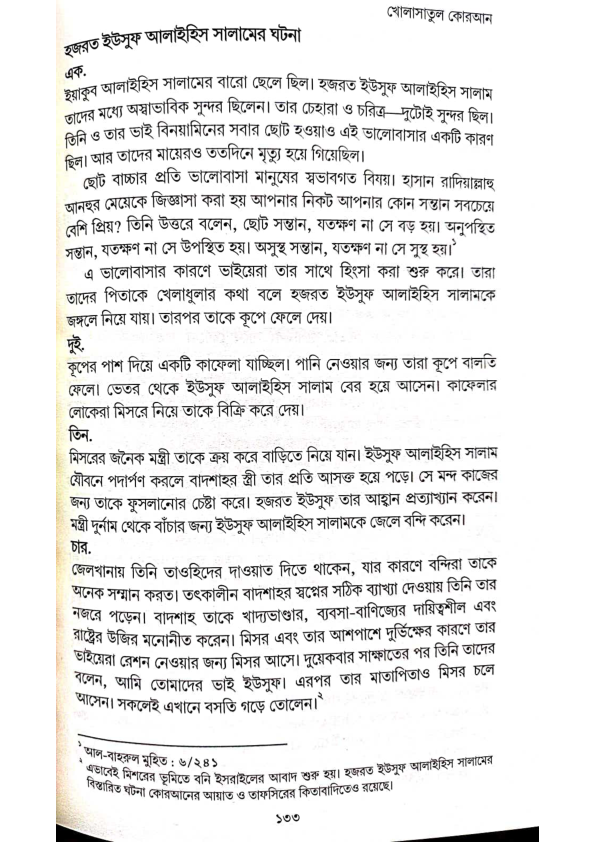 খোলাসাতুল কোরআন
হজরত ইউসুফ আলাইহিস সালামের ঘটনা
এক.
ইয়াকুব আলাইহিস সালামের বারো ছেলে ছিল। হজরত ইউসুফ আলাইহিস সালাম
তাদের মধ্যে অস্বাভাবিক সুন্দর ছিলেন। তার চেহারা ও চরিত্র—দুটোই সুন্দর ছিল।
তিনি ও তার ভাই বিনয়ামিনের সবার ছোট হওয়াও এই ভালোবাসার একটি কারণ
ছিল। আর তাদের মায়েরও ততদিনে মৃত্যু হয়ে গিয়েছিল।
ছোট বাচ্চার প্রতি ভালোবাসা মানুষের স্বভাবগত বিষয়। হাসান রাদিয়াল্লাহু
আনহুর মেয়েকে জিজ্ঞাসা করা হয় আপনার নিকট আপনার কোন সন্তান সবচেয়ে
বেশি প্রিয়? তিনি উত্তরে বলেন, ছোট সন্তান, যতক্ষণ না সে বড় হয়। অনুপস্থিত
সন্তান, যতক্ষণ না সে উপস্থিত হয়। অসুস্থ সন্তান, যতক্ষণ না সে সুস্থ হয়।১
এ ভালোবাসার কারণে ভাইয়েরা তার সাথে হিংসা করা শুরু করে। তারা
তাদের পিতাকে খেলাধুলার কথা বলে হজরত ইউসুফ আলাইহিস সালামকে
জঙ্গলে নিয়ে যায়। তারপর তাকে কূপে ফেলে দেয়।
দুই.
কূপের পাশ দিয়ে একটি কাফেলা যাচ্ছিল। পানি নেওয়ার জন্য তারা কূপে বালতি
ফেলে। ভেতর থেকে ইউসুফ আলাইহিস সালাম বের হয়ে আসেন। কাফেলার
লোকেরা মিসরে নিয়ে তাকে বিক্রি করে দেয়।
তিন.
মিসরের জনৈক মন্ত্রী তাকে ক্রয় করে বাড়িতে নিয়ে যান। ইউসুফ আলাইহিস সালাম
যৌবনে পদার্পণ করলে বাদশাহর স্ত্রী তার প্রতি আসক্ত হয়ে পড়ে। সে মন্দ কাজের
জন্য তাকে ফুসলানোর চেষ্টা করে। হজরত ইউসুফ তার আহ্বান প্রত্যাখ্যান করেন।
মন্ত্রী দুর্নাম থেকে বাঁচার জন্য ইউসুফ আলাইহিস সালামকে জেলে বন্দি করেন।
চার.
জেলখানায় তিনি তাওহিদের দাওয়াত দিতে থাকেন, যার কারণে বন্দিরা তাকে
অনেক সম্মান করত। তৎকালীন বাদশাহর স্বপ্নের সঠিক ব্যাখ্যা দেওয়ায় তিনি তার
নজরে পড়েন। বাদশাহ তাকে খাদ্যভাণ্ডার, ব্যবসা-বাণিজ্যের দায়িত্বশীল এবং
রাষ্ট্রের উজির মনোনীত করেন। মিসর এবং তার আশপাশে দুর্ভিক্ষের কারণে তার
ভাইয়েরা রেশন নেওয়ার জন্য মিসর আসে। দুয়েকবার সাক্ষাতের পর তিনি তাদের
বলেন, আমি তোমাদের ভাই ইউসুফ। এরপর তার মাতাপিতাও মিসর চলে
আসেন। সকলেই এখানে বসতি গড়ে তোলেন।২
১ আল-বাহরুল মুহিত : ৬/২৪১
২ এভাবেই মিশরের ভূমিতে বনি ইসরাইলের আবাদ শুরু হয়। হজরত ইউসুফ আলাইহিস সালামের
বিস্তারিত ঘটনা কোরআনের আয়াত ও তাফসিরের কিতাবাদিতেও রয়েছে।
১৩৩